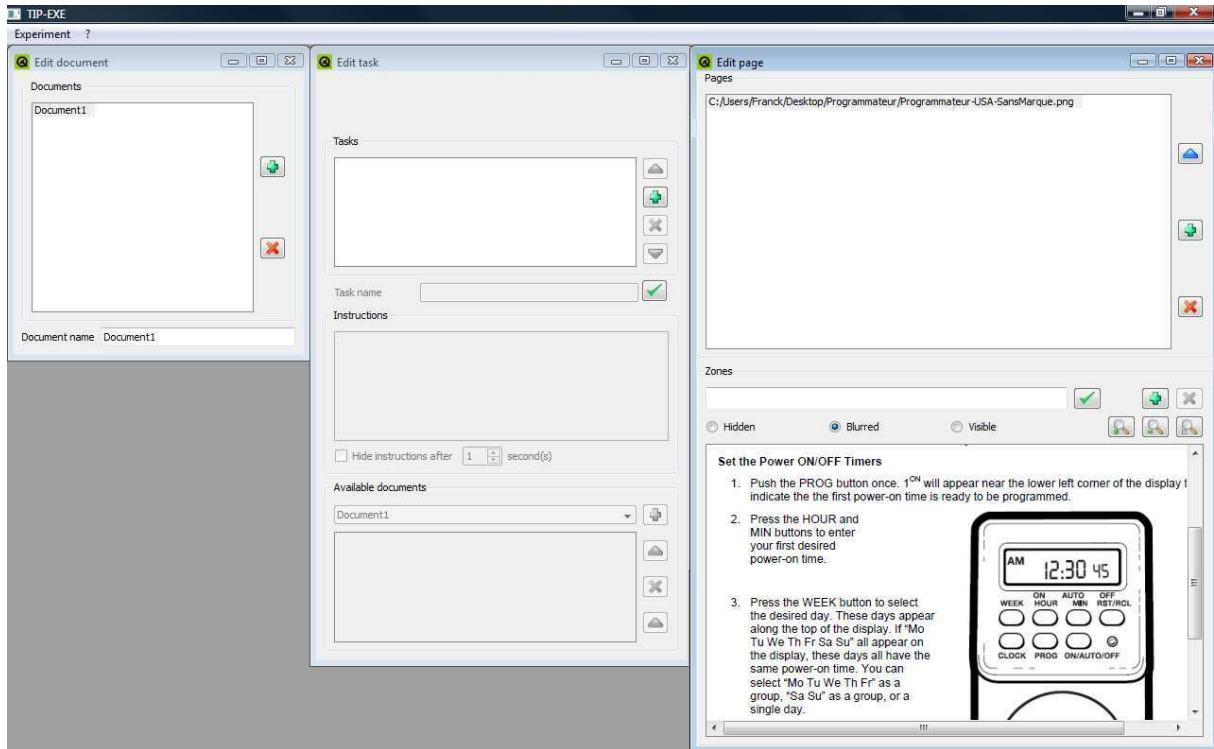 TIP-EXE
Experiment ?
Edit document
Documents
Document1
Document name Document1
Edit task
Tasks
Task name
Instructions
Hide instructions after 1 second(s)
Available documents
Document1
Edit page
Pages
C:/Users/Franck/Desktop/Programmateur/Programmateur-USA-SansMarque.png
Zones
Hidden Blurred Visible
Set the Power ON/OFF Timers
1. Push the PROG button once. 1ON will appear near the lower left corner of the display t
indicate the the first power-on time is ready to be programmed.
2. Press the HOUR and
MIN buttons to enter
your first desired
power-on time.
3. Press the WEEK button to select
the desired day. These days appear
along the top of the display. If “Mo
Tu We Th Fr Sa Su” all appear on
the display, these days all have the
same power-on time. You can
select “Mo Tu We Th Fr” as a
group, “Sa Su” as a group, or a
single day.
AM 12:30 45
ON AUTO OFF
WEEK HOUR MIN RST/RCL
CLOCK PROG ON/AUTO/OFF